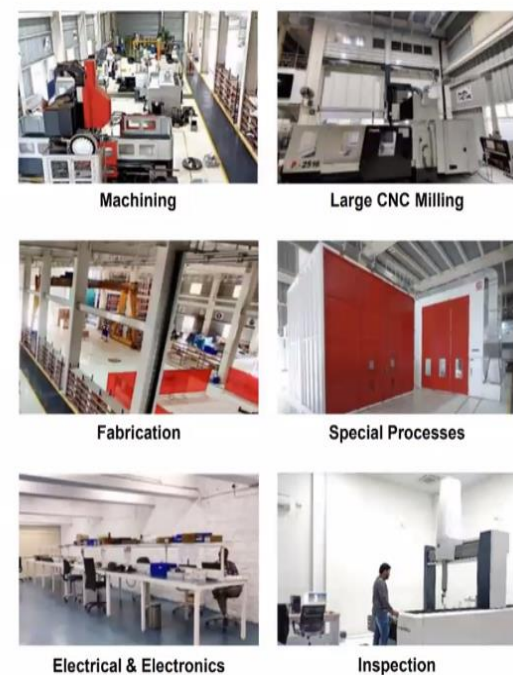 Machining
Large CNC Milling
Fabrication
Special Processes
Electrical & Electronics
Inspection